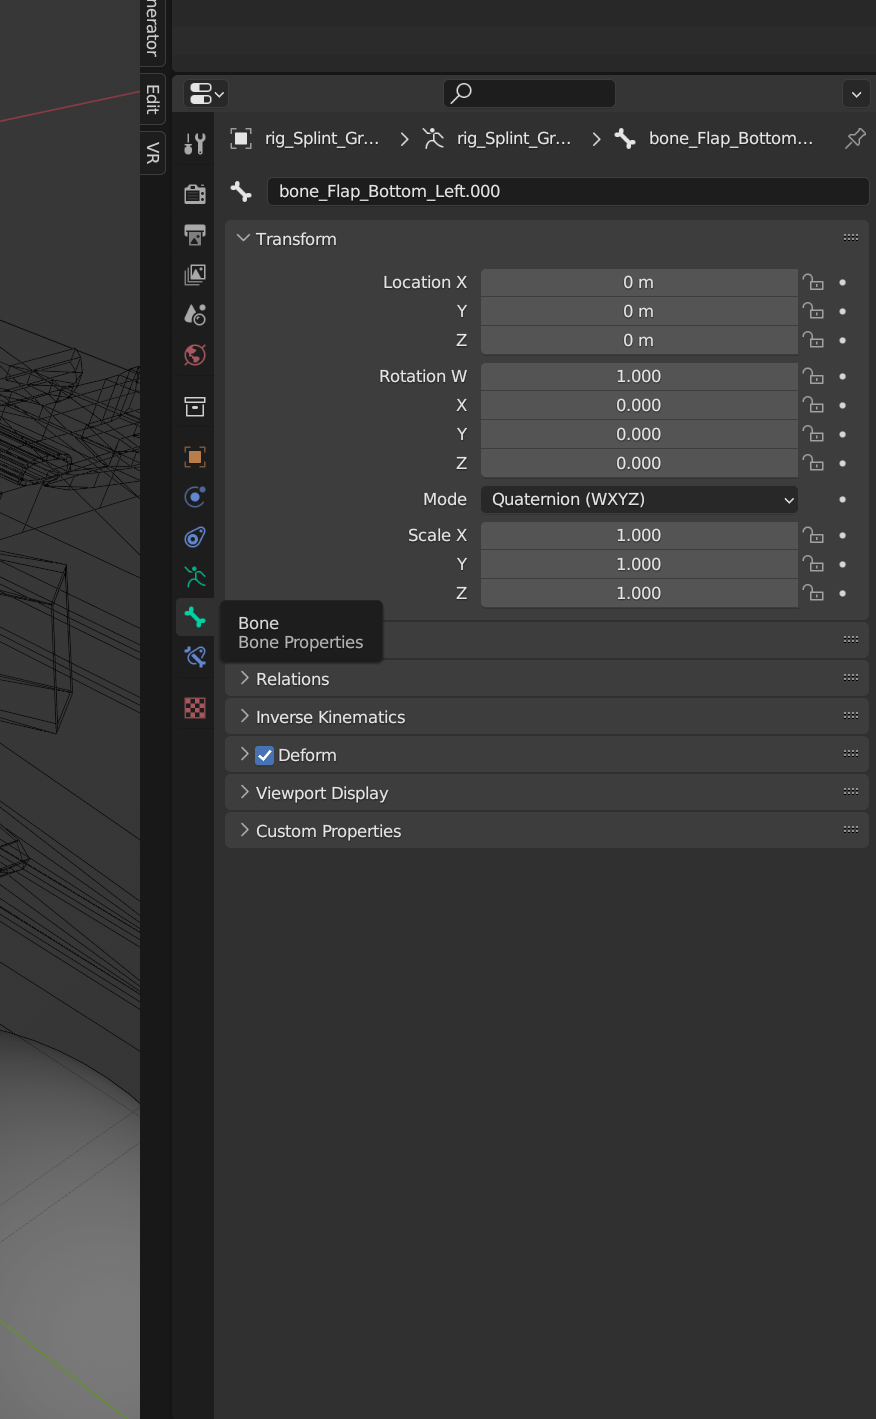 nerator
Edit
VR
rig_Splint_Gr... rig_Splint_Gr... bone_Flap_Bottom...
bone_Flap_Bottom_Left.000
Transform
Location X 0 m
Y 0 m
Z 0 m
Rotation W 1.000
X 0.000
Y 0.000
Z 0.000
Mode Quaternion (WXYZ)
Scale X 1.000
Y 1.000
Z 1.000
Bone
Bone Properties
Relations
Inverse Kinematics
Deform
Viewport Display
Custom Properties